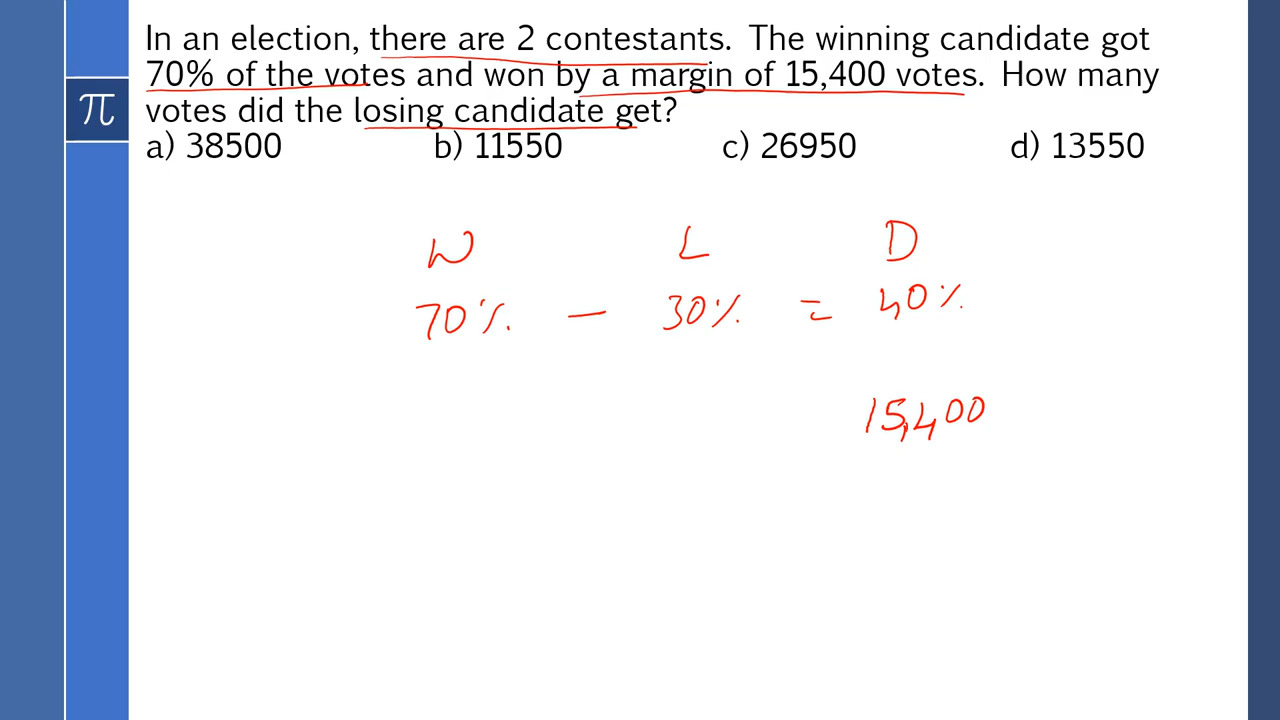 In an election, there are 2 contestants. The winning candidate got
70% of the votes and won by a margin of 15,400 votes. How many
votes did the losing candidate get?
a) 38500 b) 11550 c) 26950 d) 13550
π
W L D
70% – 30% = 40%
15,400